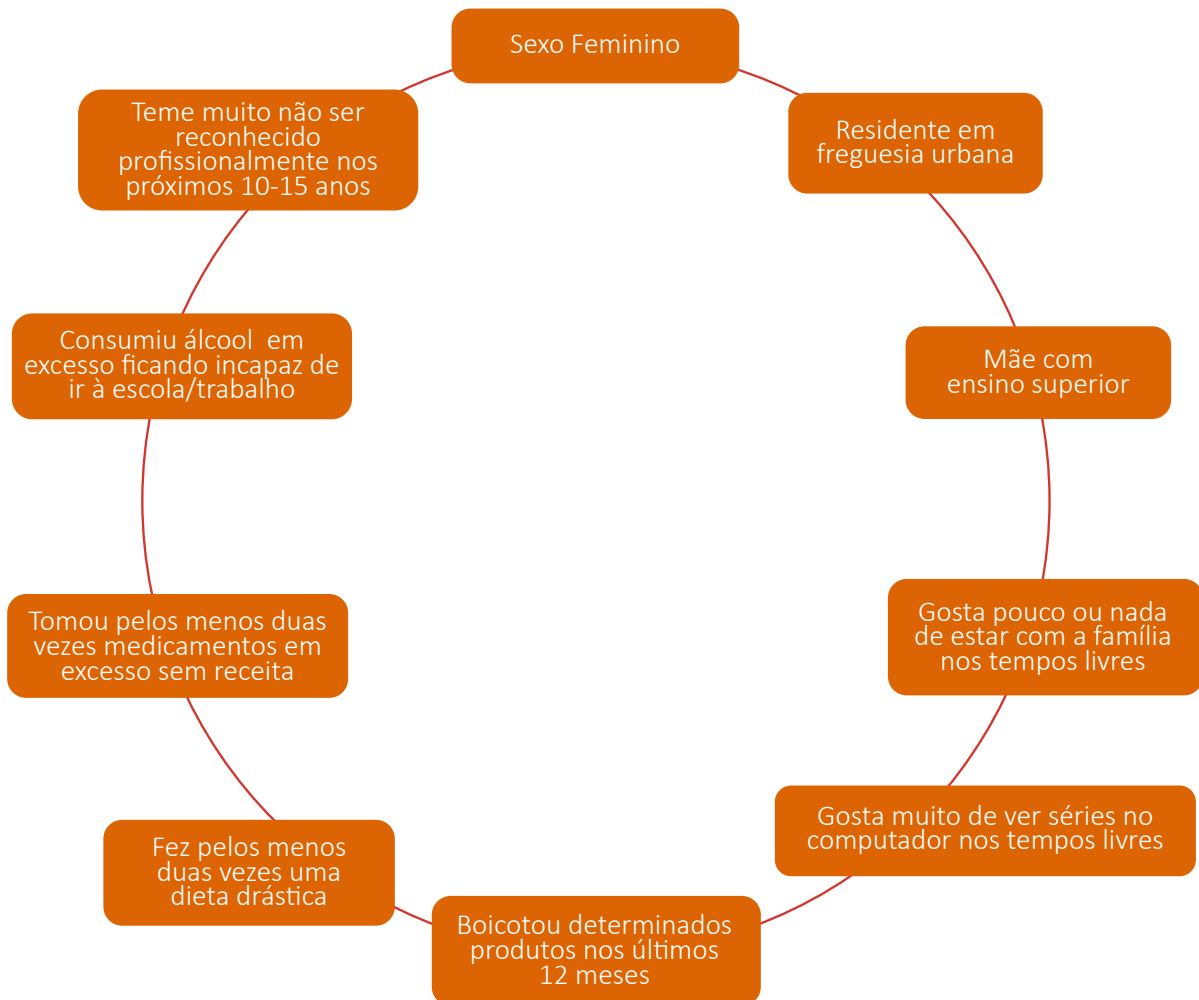 Sexo Feminino
Residente em
freguesia urbana
Mãe com
ensino superior
Gosta pouco ou nada
de estar com a família
nos tempos livres
Gosta muito de ver séries no
computador nos tempos livres
Boicotou determinados
produtos nos últimos
12 meses
Fez pelos menos
duas vezes uma
dieta drástica
Tomou pelos menos duas
vezes medicamentos em
excesso sem receita
Consumiu álcool  em
excesso ficando incapaz de
ir à escola/trabalho
Teme muito não ser
reconhecido
profissionalmente nos
próximos 10-15 anos